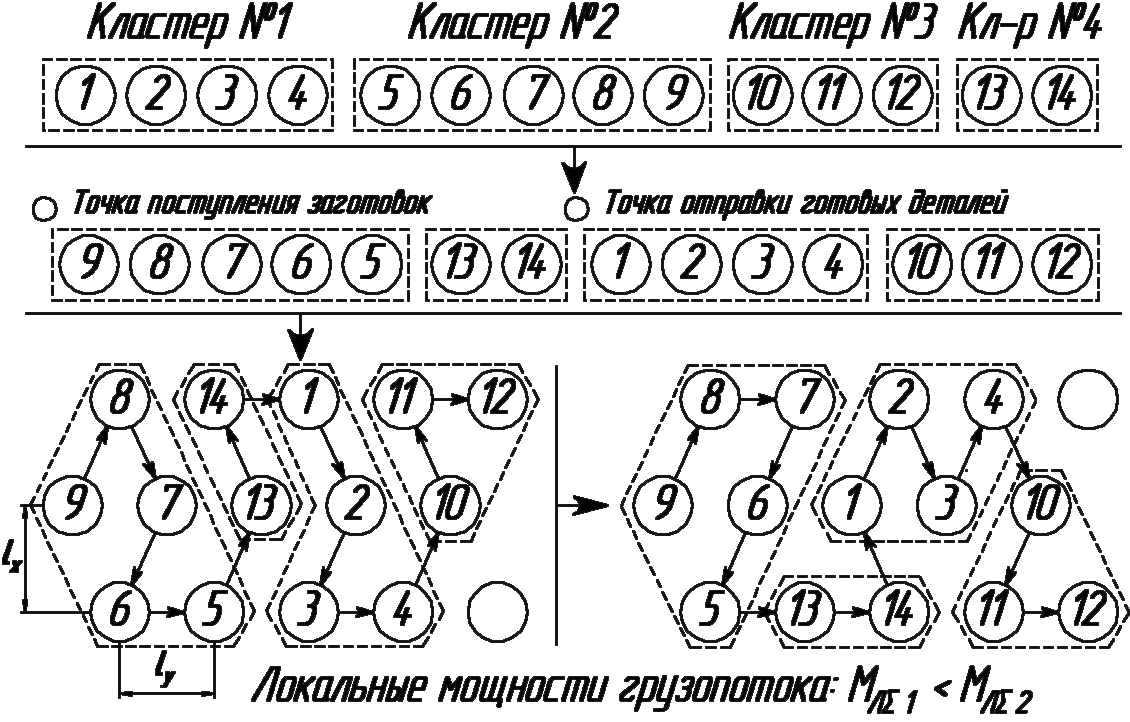 Кластер №1 Кластер №2 Кластер №3 Кл-р №4
1 2 3 4 5 6 7 8 9 10 11 12 13 14
Точка поступления заготовок Точка отправки готовых деталей
9 8 7 6 5 13 14 1 2 3 4 10 11 12
8 14 1 11 12 8 7 2 4
9 7 13 2 10 9 6 1 3 10
lx
6 5 3 4 5 13 14 11 12
ly
Локальные мощности грузопотока: МЛΣ1 < МЛΣ2